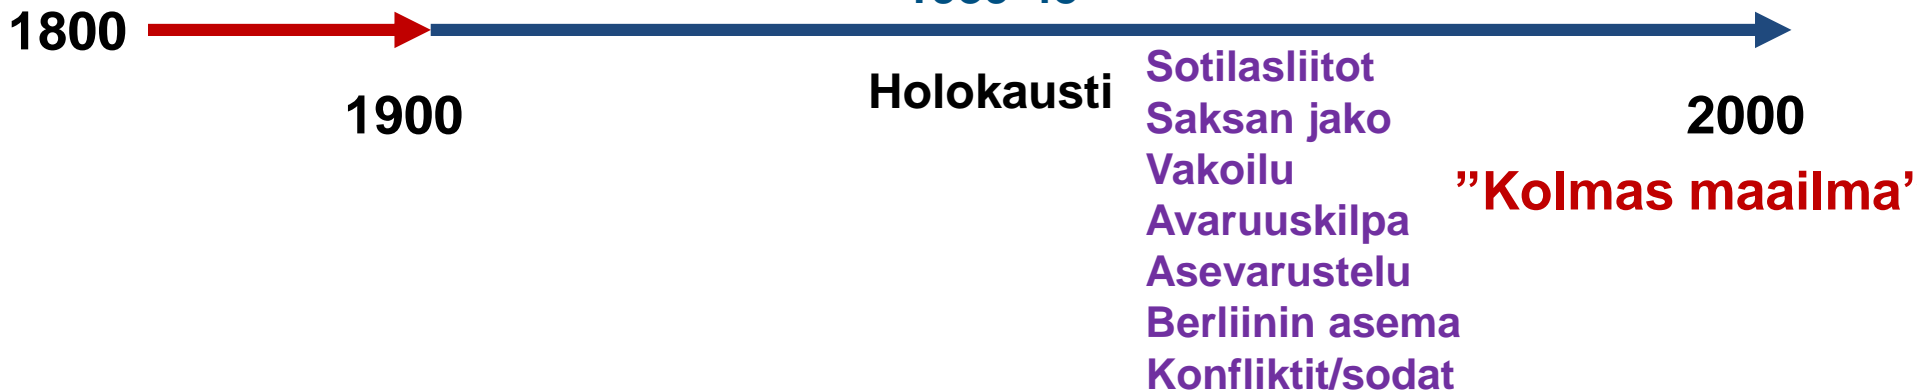 1800
1900
Holokausti
Sotilasliitot
Saksan jako
Vakoilu
Avaruuskilpa
Asevarustelu
Berliinin asema
Konfliktit/sodat
2000
”Kolmas maailma’